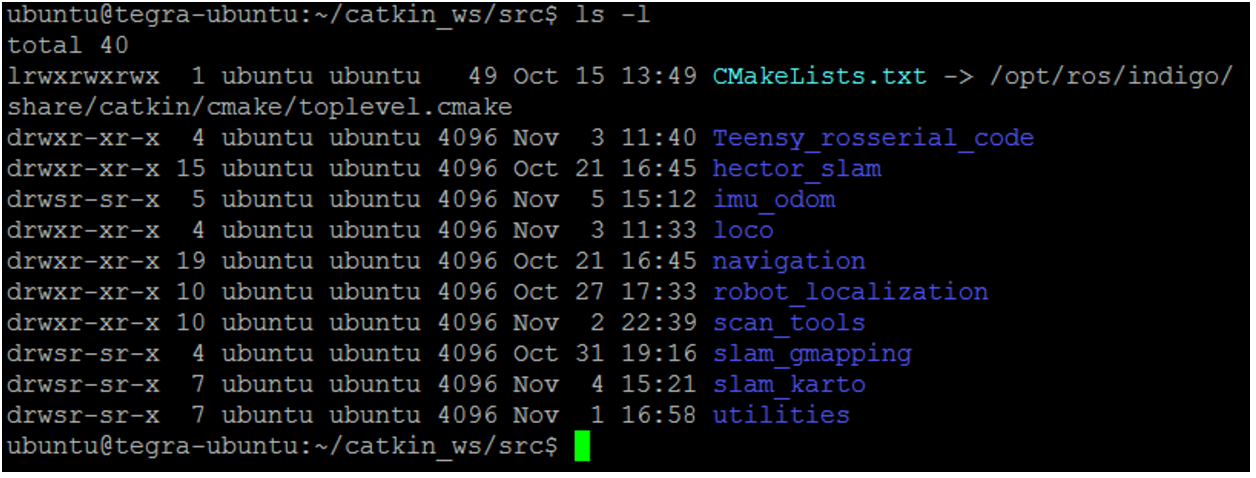 ubuntu@tegra-ubuntu:~/catkin_ws/src$ ls -l
total 40
lrwxrwxrwx  1 ubuntu ubuntu   49 Oct 15 13:49 CMakeLists.txt -> /opt/ros/indigo/
share/catkin/cmake/toplevel.cmake
drwxr-xr-x  4 ubuntu ubuntu 4096 Nov  3 11:40 Teensy_rosserial_code
drwxr-xr-x 15 ubuntu ubuntu 4096 Oct 21 16:45 hector_slam
drwsr-sr-x  5 ubuntu ubuntu 4096 Nov  5 15:12 imu_odom
drwxr-xr-x  4 ubuntu ubuntu 4096 Nov  3 11:33 loco
drwxr-xr-x 19 ubuntu ubuntu 4096 Oct 21 16:45 navigation
drwxr-xr-x 10 ubuntu ubuntu 4096 Oct 27 17:33 robot_localization
drwxr-xr-x 10 ubuntu ubuntu 4096 Nov  2 22:39 scan_tools
drwsr-sr-x  4 ubuntu ubuntu 4096 Oct 31 19:16 slam_gmapping
drwsr-sr-x  7 ubuntu ubuntu 4096 Nov  4 15:21 slam_karto
drwsr-sr-x  7 ubuntu ubuntu 4096 Nov  1 16:58 utilities
ubuntu@tegra-ubuntu:~/catkin_ws/src$